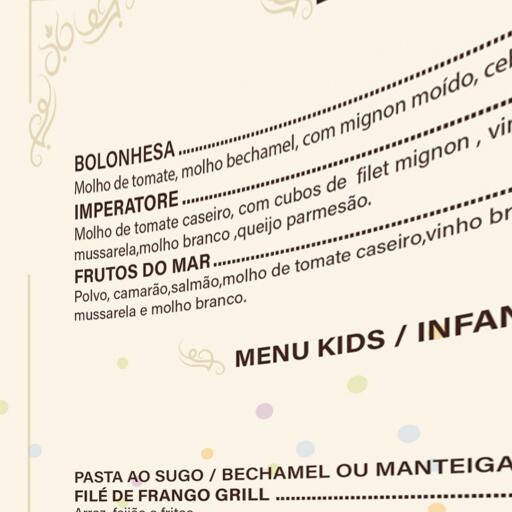 BOLONHESA
Molho de tomate, molho bechamel, com mignon moído,
IMPERATORE
Molho de tomate caseiro, com cubos de filet mignon ,
mussarela,molho branco ,queijo parmesão.
FRUTOS DO MAR
Polvo, camarão,salmão,molho de tomate caseiro,vinho
mussarela e molho branco.
MENU KIDS /
PASTA AO SUGO / BECHAMEL OU MANTEIGA
FILÉ DE FRANGO GRILL